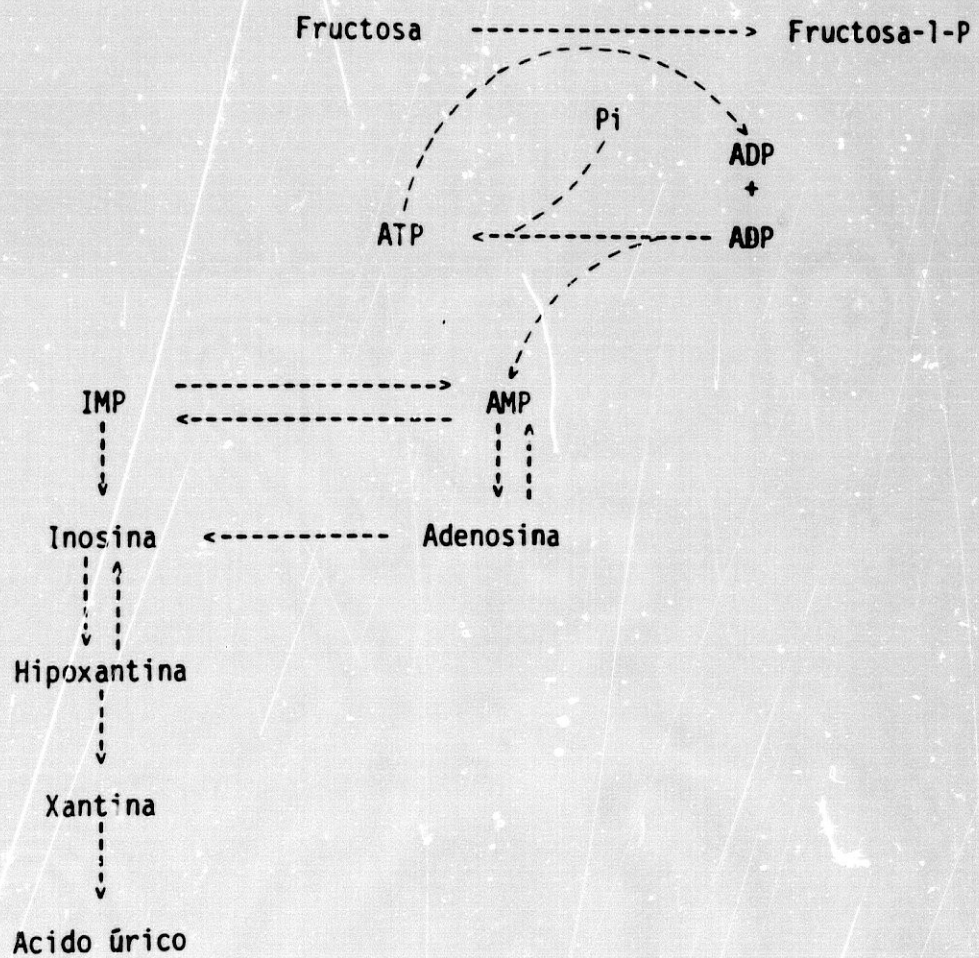 Fructosa Fructosa-1-P
Pi
ADP
+
ATP ADP
IMP AMP
Inosina Adenosina
Hipoxantina
Xantina
Acido úrico